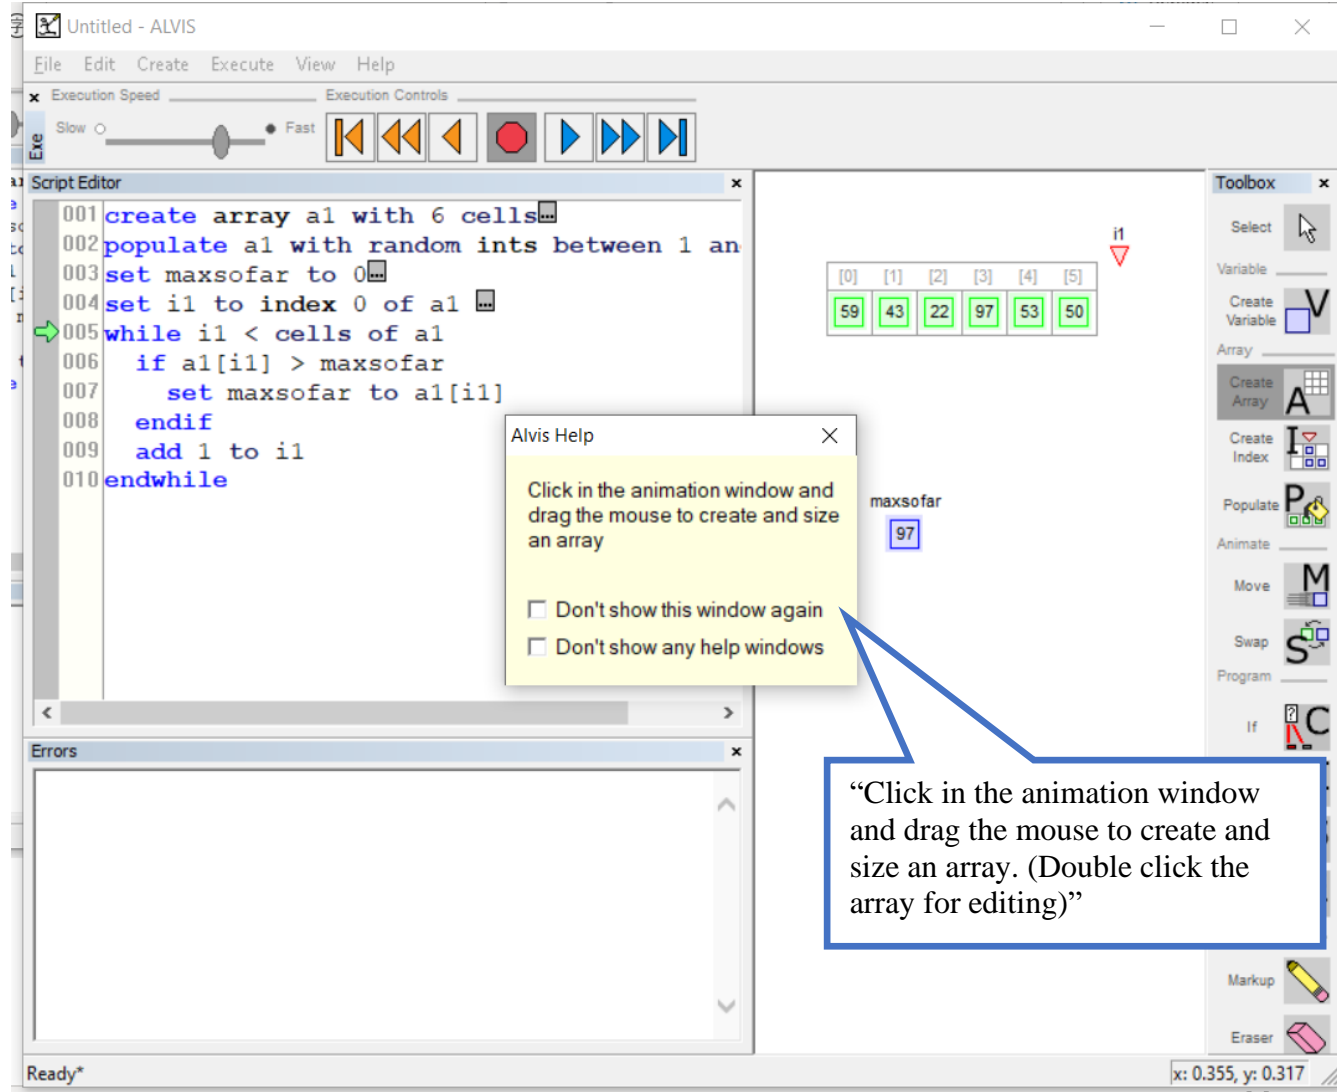 Untitled - ALVIS
File Edit Create Execute View Help
Execution Speed
Execution Controls
Exe
Slow
Fast
Script Editor
001 create array a1 with 6 cells...
002 populate a1 with random ints between 1 an
003 set maxsofar to 0...
004 set i1 to index 0 of a1 ...
005 while i1 < cells of a1
006 if a1[i1] > maxsofar
007 set maxsofar to a1[i1]
008 endif
009 add 1 to i1
010 endwhile
i1
[0] [1] [2] [3] [4] [5]
59 43 22 97 53 50
maxsofar
97
Alvis Help
Click in the animation window and
drag the mouse to create and size
an array
Don't show this window again
Don't show any help windows
“Click in the animation window
and drag the mouse to create and
size an array. (Double click the
array for editing)”
Toolbox
Select
Variable
Create
Variable
V
Array
Create
Array
A
Create
Index
I
Populate
P
Animate
Move
M
Swap
S
Program
If
? C
Markup
Eraser
Errors
Ready*
x: 0.355, y: 0.317